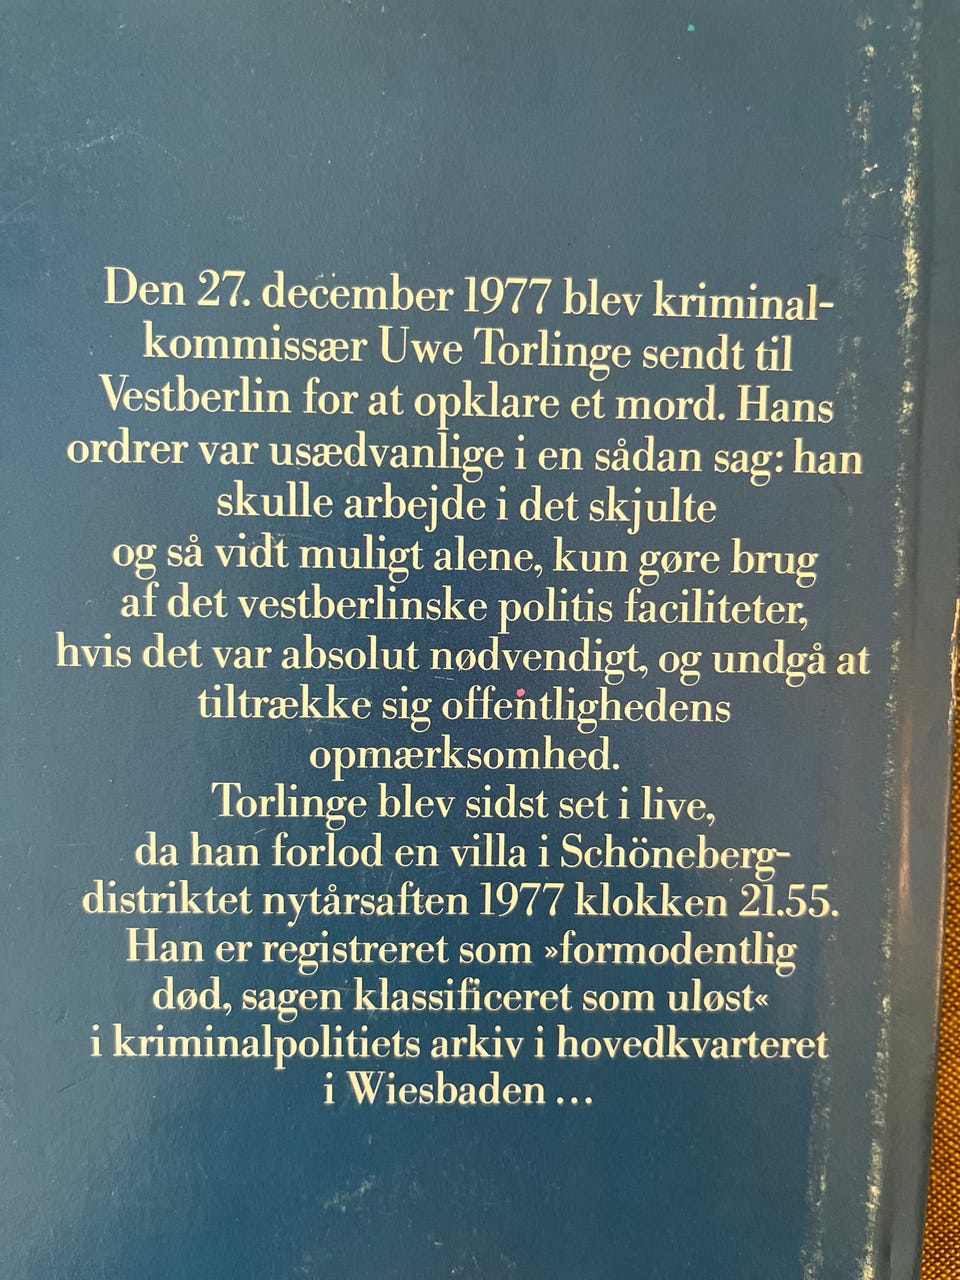 Den 27. december 1977 blev kriminal-
kommissær Uwe Torlinge sendt til
Vestberlin for at opklare et mord. Hans
ordrer var usædvanlige i en sådan sag: han
skulle arbejde i det skjulte
og så vidt muligt alene, kun gøre brug
af det vestberlinske politis faciliteter,
hvis det var absolut nødvendigt, og undgå at
tiltrække sig offentlighedens
opmærksomhed.
Torlinge blev sidst set i live,
da han forlod en villa i Schöneberg-
distriktet nytårsaften 1977 klokken 21.55.
Han er registreret som »formodentlig
død, sagen klassificeret som uløst«
i kriminalpolitiets arkiv i hovedkvarteret
i Wiesbaden ...